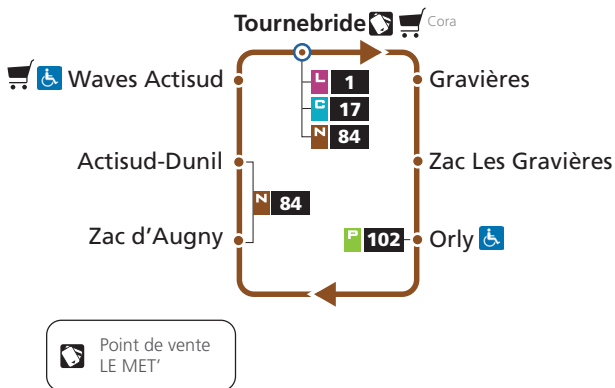 Tournebride Cora
Waves Actisud
Gravières
L 1
C 17
N 84
Actisud-Dunil
Zac Les Gravières
N 84
Zac d'Augny
P 102
Orly
Point de vente
LE MET'